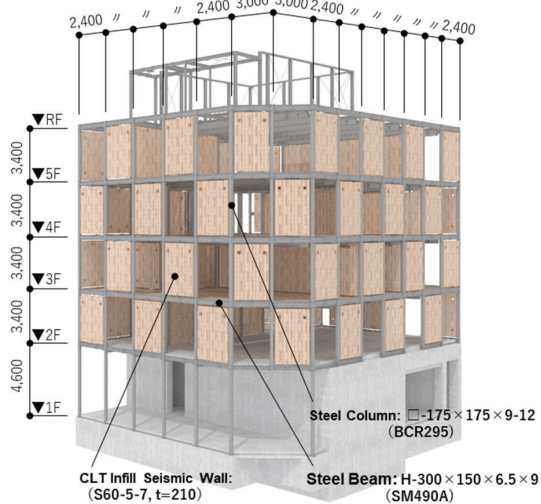 2,400 〃 〃 〃 2,400 3,000 3,000 2,400 〃 〃 〃 〃 〃 2,400
▼RF
3,400
▼5F
3,400
▼4F
3,400
▼3F
3,400
▼2F
4,600
▼1F
Steel Column: □-175×175×9-12
(BCR295)
CLT Infill Seismic Wall:
(S60-5-7, t=210)
Steel Beam: H-300×150×6.5×9
(SM490A)